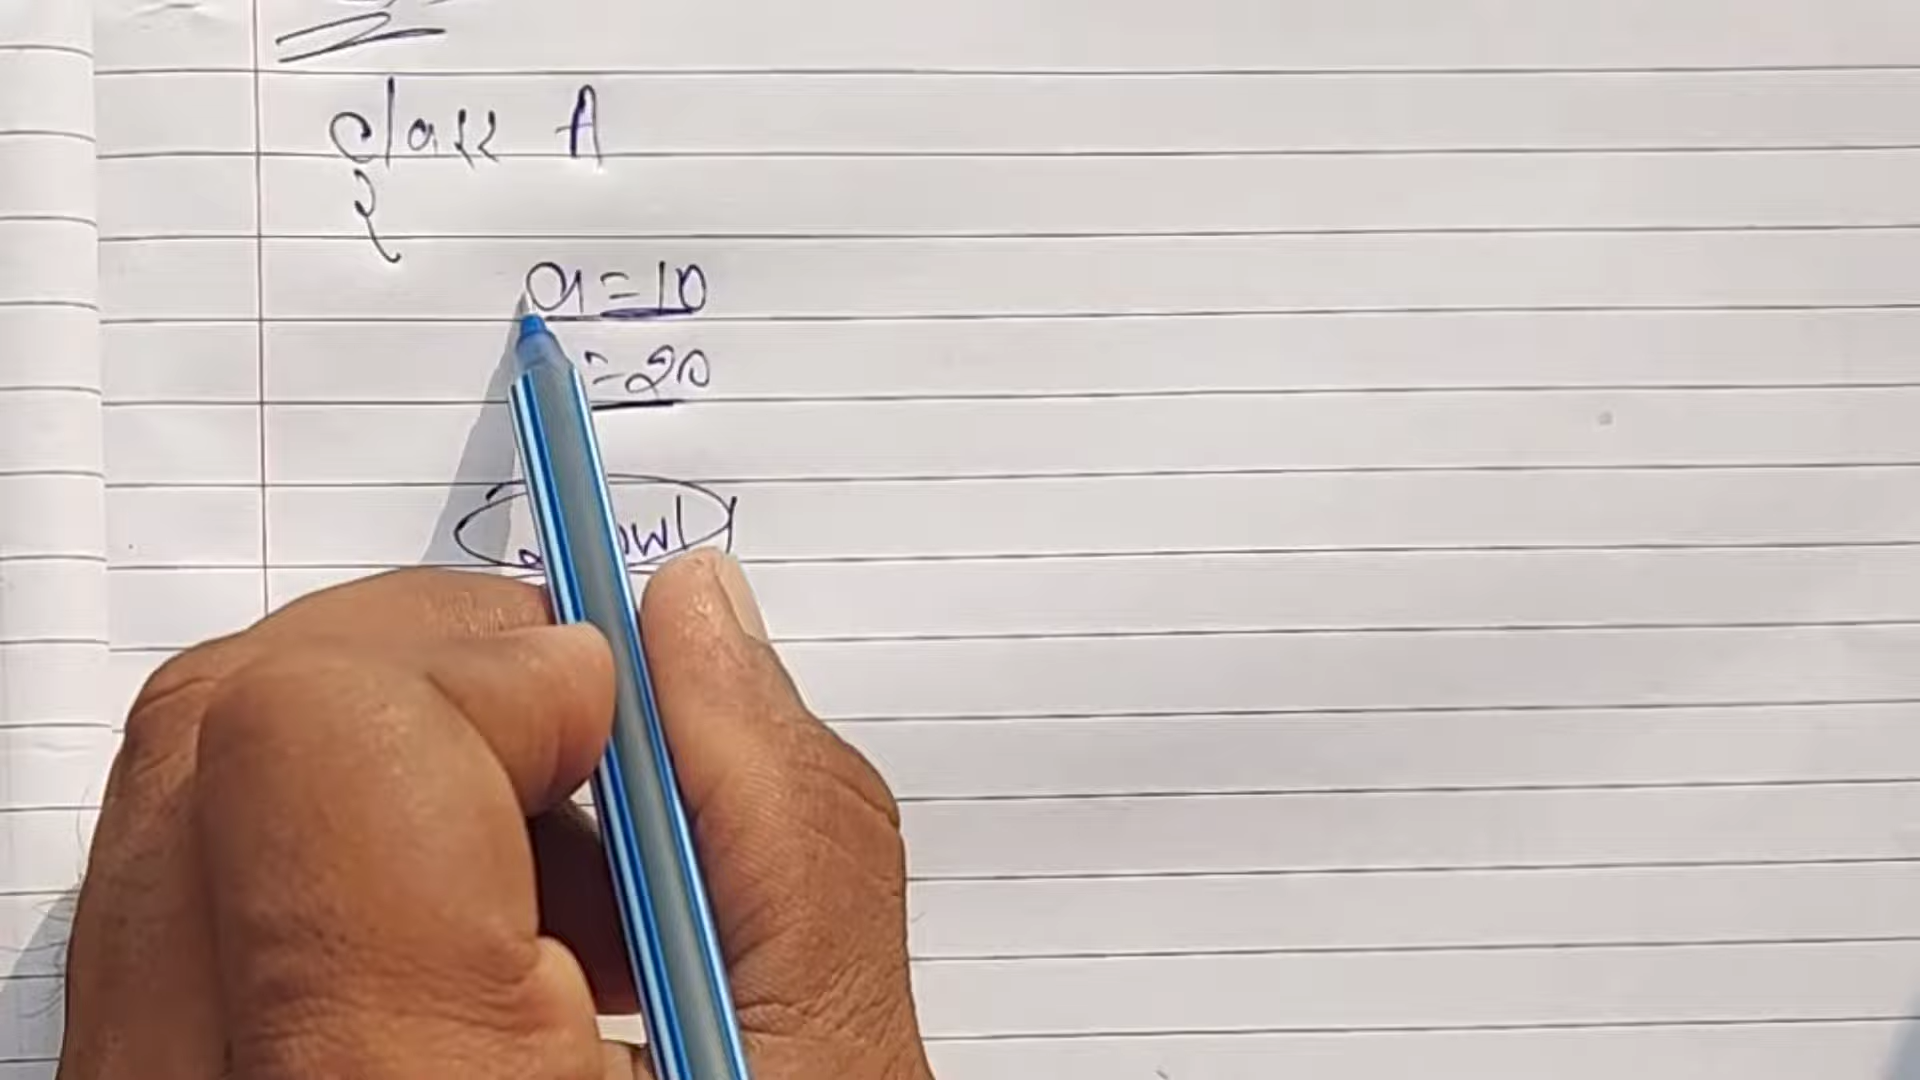 class A
{
a = 10
= 20